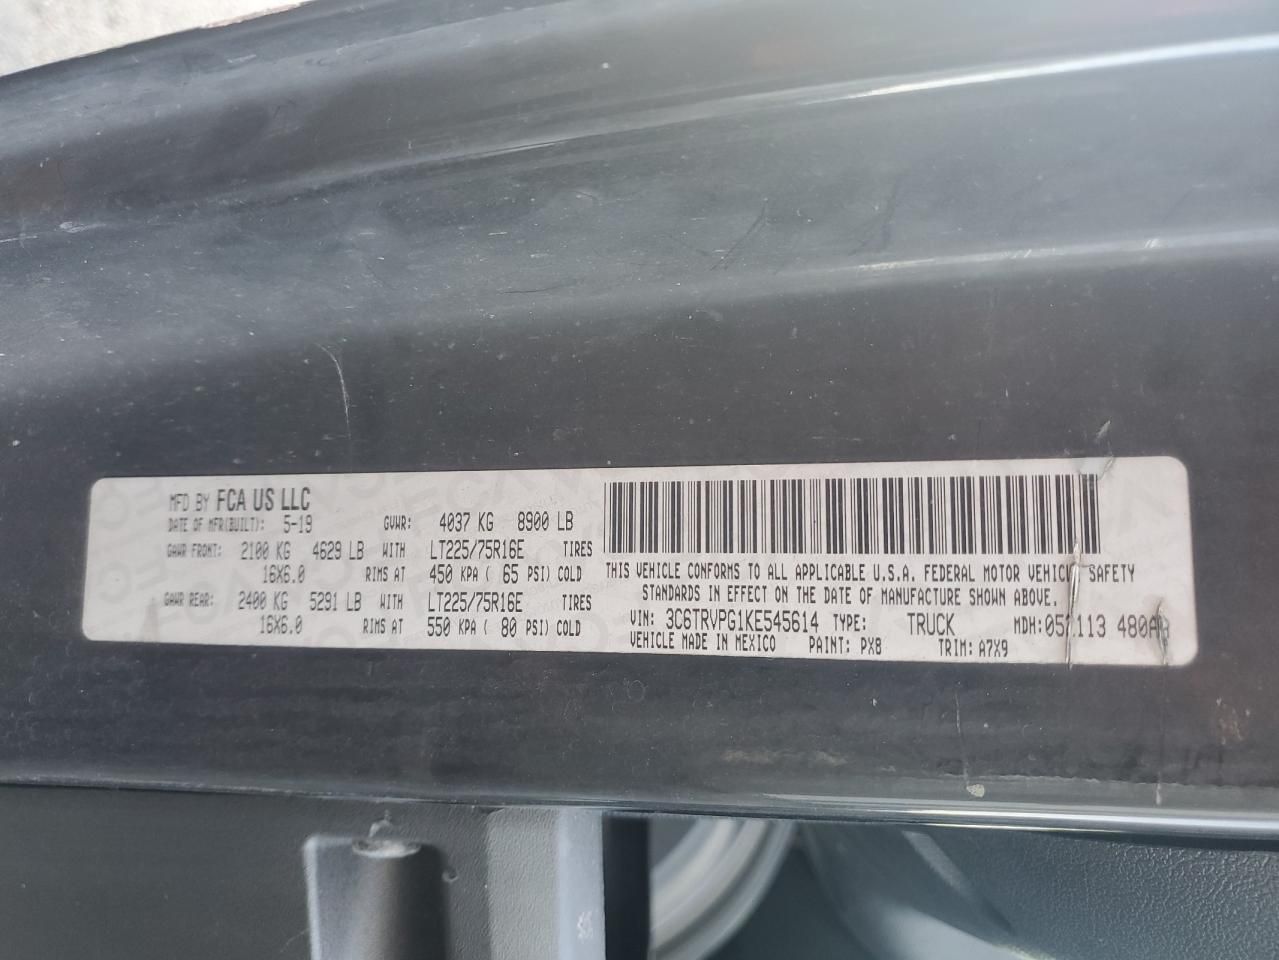 MFD BY FCA US LLC
DATE OF MFR(BUILT): 5-19 GVWR: 4037 KG 8900 LB
GAWR FRONT: 2100 KG 4629 LB WITH LT225/75R16E TIRES
16X6.0 RIMS AT 450 KPA ( 65 PSI) COLD
GAWR REAR: 2400 KG 5291 LB WITH LT225/75R16E TIRES
16X6.0 RIMS AT 550 KPA ( 80 PSI) COLD
THIS VEHICLE CONFORMS TO ALL APPLICABLE U.S.A. FEDERAL MOTOR VEHICLE SAFETY
STANDARDS IN EFFECT ON THE DATE OF MANUFACTURE SHOWN ABOVE.
VIN: 3C6TRVPG1KE545614 TYPE: TRUCK MDH:
VEHICLE MADE IN MEXICO PAINT: PX8 TRIM: A7X9